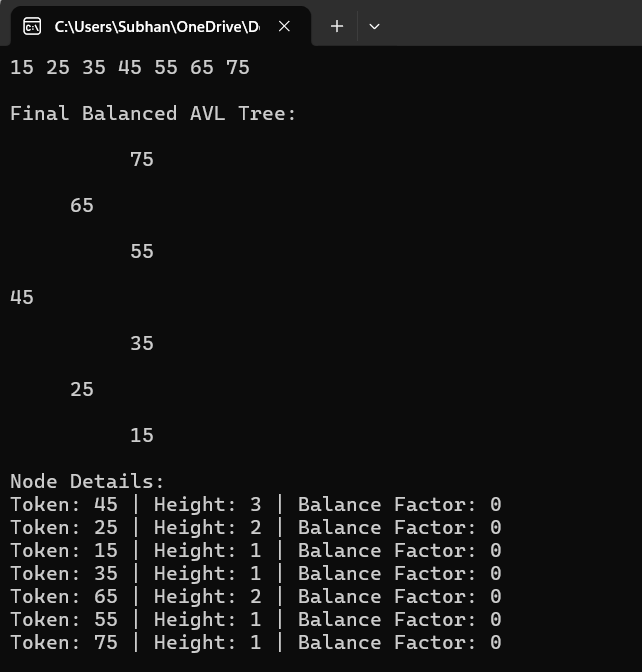 C:\Users\Subhan\OneDrive\D
15 25 35 45 55 65 75
Final Balanced AVL Tree:
75
65
55
45
35
25
15
Node Details:
Token: 45 | Height: 3 | Balance Factor: 0
Token: 25 | Height: 2 | Balance Factor: 0
Token: 15 | Height: 1 | Balance Factor: 0
Token: 35 | Height: 1 | Balance Factor: 0
Token: 65 | Height: 2 | Balance Factor: 0
Token: 55 | Height: 1 | Balance Factor: 0
Token: 75 | Height: 1 | Balance Factor: 0